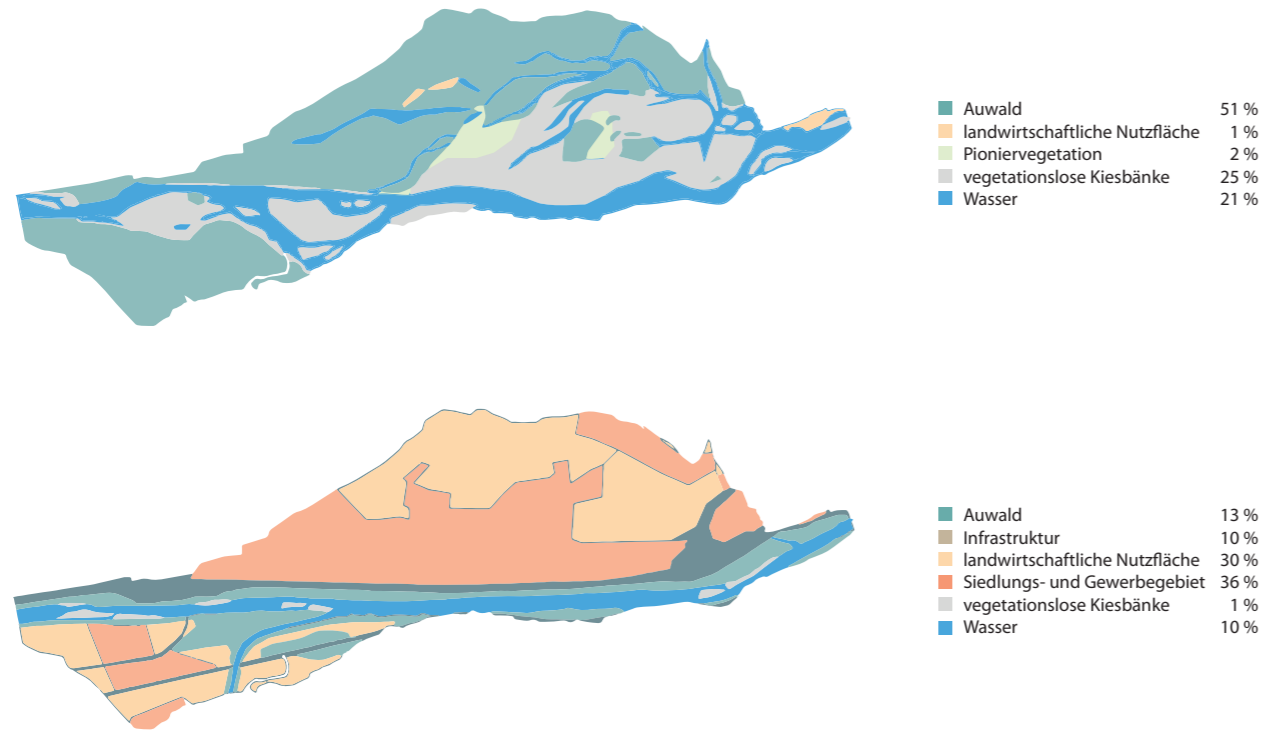 Auwald 51 %
landwirtschaftliche Nutzfläche 1 %
Pioniervegetation 2 %
vegetationslose Kiesbänke 25 %
Wasser 21 %
Auwald 13 %
Infrastruktur 10 %
landwirtschaftliche Nutzfläche 30 %
Siedlungs- und Gewerbegebiet 36 %
vegetationslose Kiesbänke 1 %
Wasser 10 %